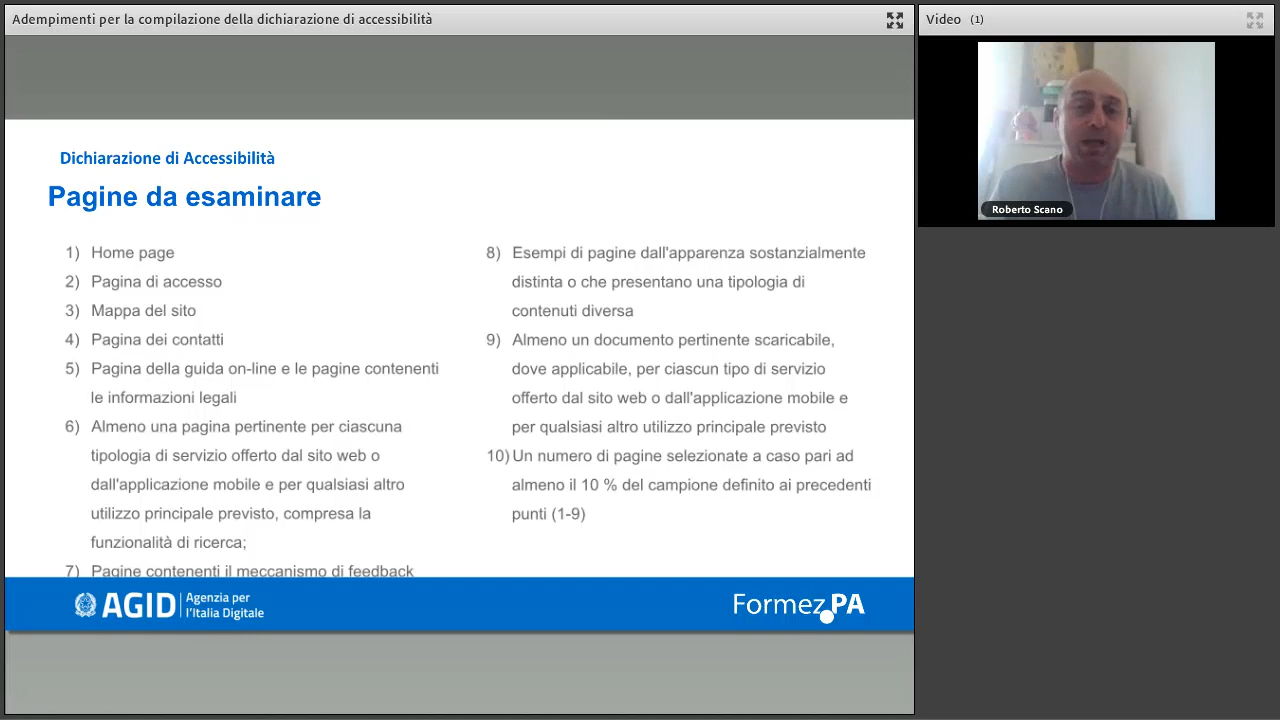 Adempimenti per la compilazione della dichiarazione di accessibilità
Dichiarazione di Accessibilità
Pagine da esaminare
1) Home page
2) Pagina di accesso
3) Mappa del sito
4) Pagina dei contatti
5) Pagina della guida on-line e le pagine contenenti
le informazioni legali
6) Almeno una pagina pertinente per ciascuna
tipologia di servizio offerto dal sito web o
dall'applicazione mobile e per qualsiasi altro
utilizzo principale previsto, compresa la
funzionalità di ricerca;
7) Pagine contenenti il meccanismo di feedback
8) Esempi di pagine dall'apparenza sostanzialmente
distinta o che presentano una tipologia di
contenuti diversa
9) Almeno un documento pertinente scaricabile,
dove applicabile, per ciascun tipo di servizio
offerto dal sito web o dall'applicazione mobile e
per qualsiasi altro utilizzo principale previsto
10) Un numero di pagine selezionate a caso pari ad
almeno il 10 % del campione definito ai precedenti
punti (1-9)
AGID
Agenzia per
l'Italia Digitale
Formez.PA
Video (1)
Roberto Scano